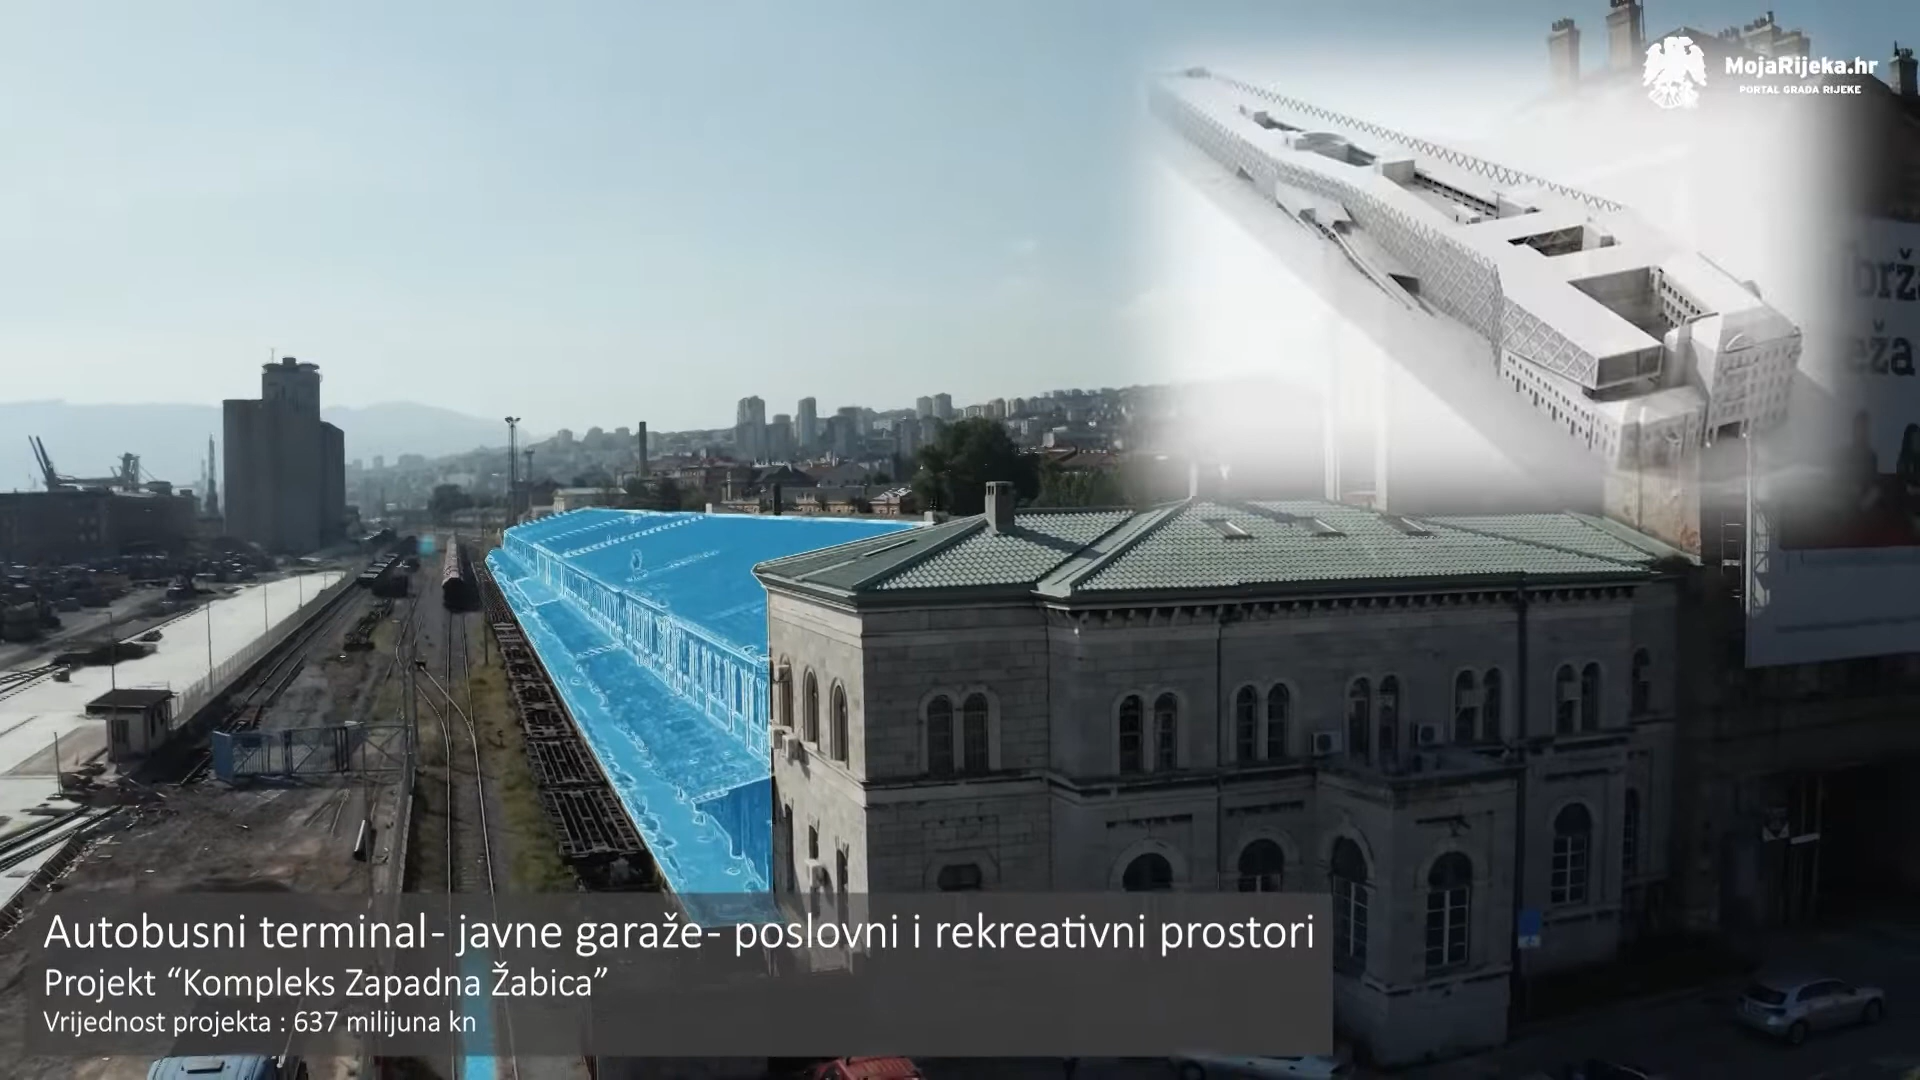 MojaRijeka.hr
PORTAL GRADA RIJEKE
Autobusni terminal- javne garaže- poslovni i rekreativni prostori
Projekt “Kompleks Zapadna Žabica”
Vrijednost projekta : 637 milijuna kn